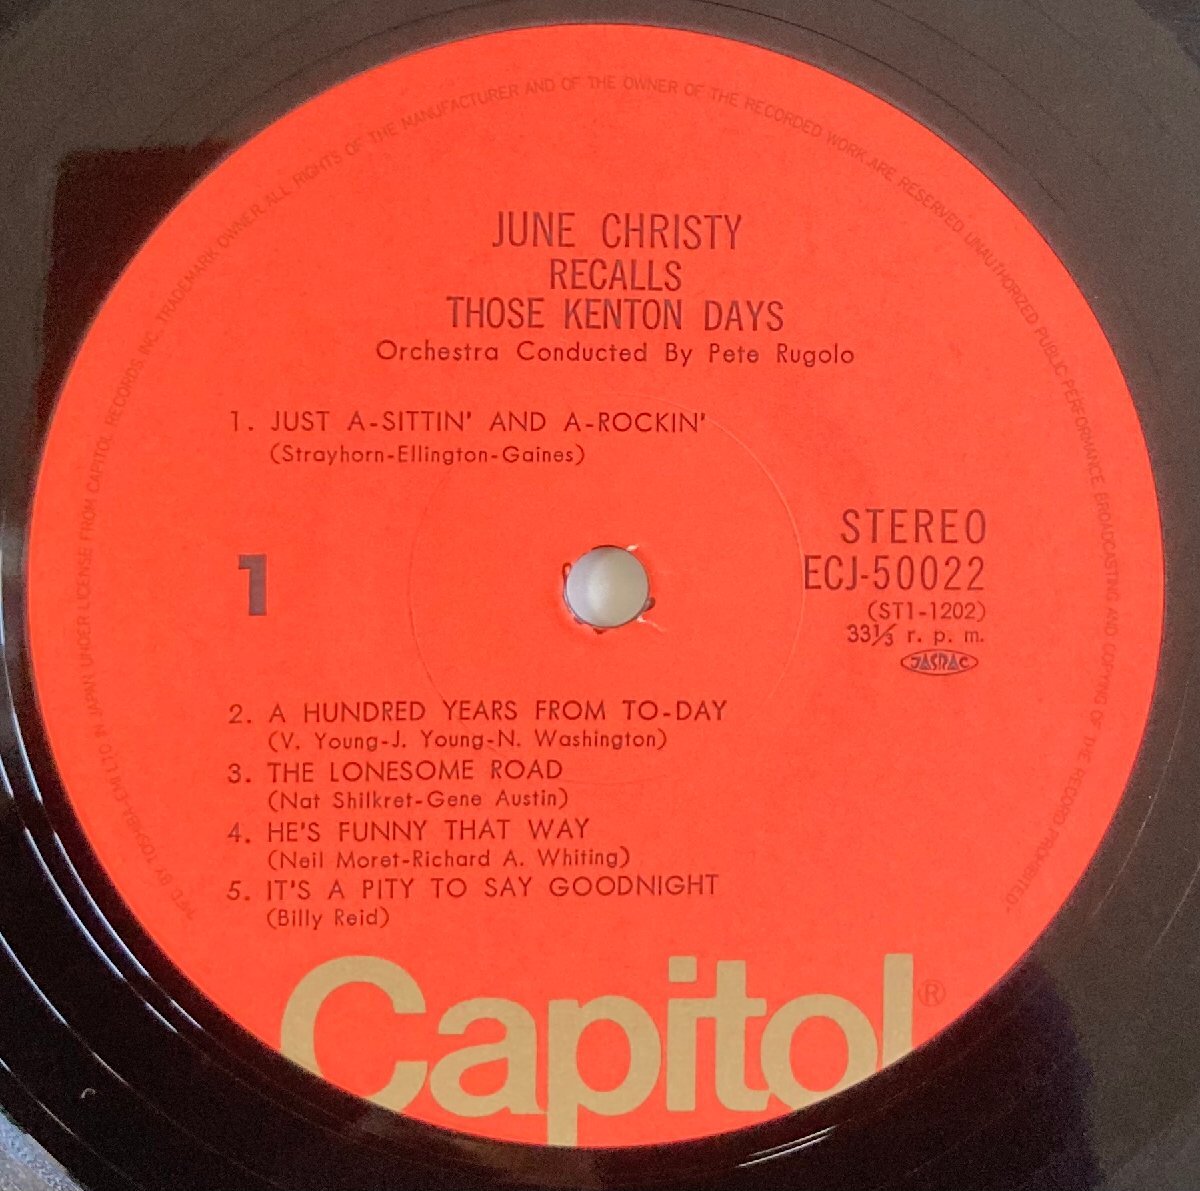 MFD. BY TOSHIBA-EMI LTD. IN JAPAN UNDER LICENSE FROM CAPITOL RECORDS, INC. TRADEMARK OWNER. ALL RIGHTS OF THE MANUFACTURER AND OF THE OWNER OF THE RECORDED WORK ARE RESERVED. UNAUTHORIZED PUBLIC PERFORMANCE, BROADCASTING AND COPYING OF THE RECORD PROHIBITED.
JUNE CHRISTY
RECALLS
THOSE KENTON DAYS
Orchestra Conducted By Pete Rugolo
1. JUST A-SITTIN' AND A-ROCKIN'
(Strayhorn-Ellington-Gaines)
1
STEREO
ECJ-50022
(ST1-1202)
33⅓ r. p. m.
JASRAC
2. A HUNDRED YEARS FROM TO-DAY
(V. Young-J. Young-N. Washington)
3. THE LONESOME ROAD
(Nat Shilkret-Gene Austin)
4. HE'S FUNNY THAT WAY
(Neil Moret-Richard A. Whiting)
5. IT'S A PITY TO SAY GOODNIGHT
(Billy Reid)
Capitol®